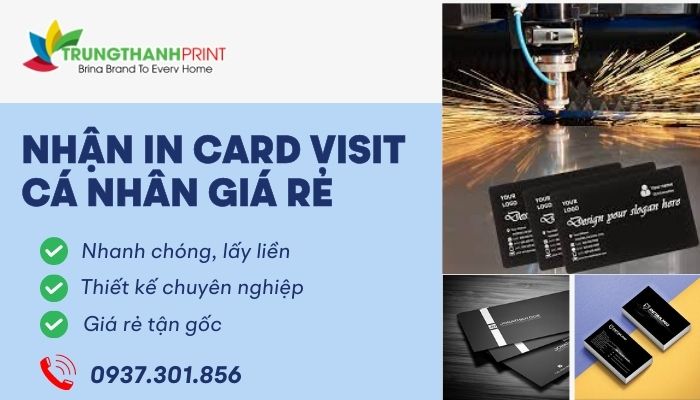 TRUNGTHANHPRINT
Bring Brand To Every Home
NHẬN IN CARD VISIT
CÁ NHÂN GIÁ RẺ
Nhanh chóng, lấy liền
Thiết kế chuyên nghiệp
Giá rẻ tận gốc
0937.301.856
YOUR
LOGO
YOUR
LOGO
YOUR
LOGO
Your name
Design your slogan here